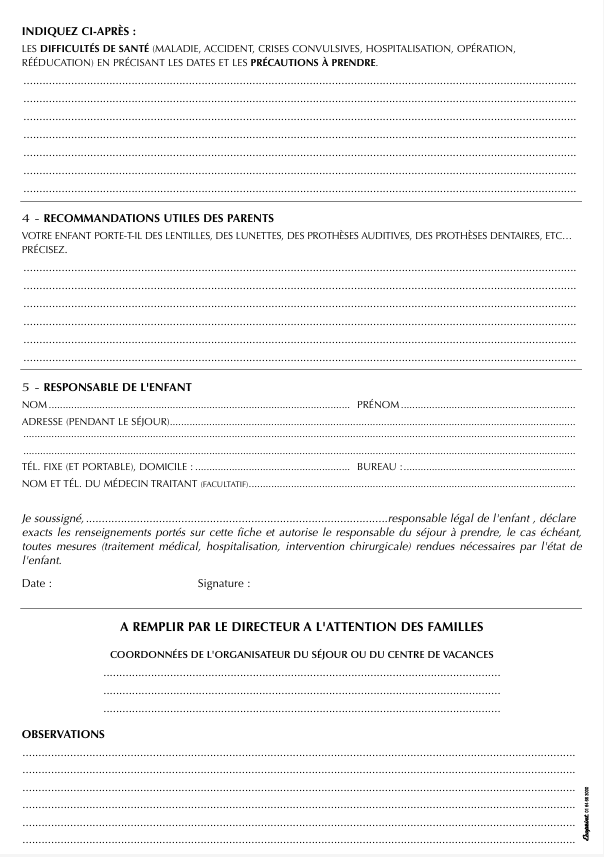 INDIQUEZ CI-APRÈS :
LES DIFFICULTÉS DE SANTÉ (MALADIE, ACCIDENT, CRISES CONVULSIVES, HOSPITALISATION, OPÉRATION,
RÉÉDUCATION) EN PRÉCISANT LES DATES ET LES PRÉCAUTIONS À PRENDRE.
4 - RECOMMANDATIONS UTILES DES PARENTS
VOTRE ENFANT PORTE-T-IL DES LENTILLES, DES LUNETTES, DES PROTHÈSES AUDITIVES, DES PROTHÈSES DENTAIRES, ETC…
PRÉCISEZ.
5 - RESPONSABLE DE L'ENFANT
NOM PRÉNOM
ADRESSE (PENDANT LE SÉJOUR)
TÉL. FIXE (ET PORTABLE), DOMICILE : BUREAU :
NOM ET TÉL. DU MÉDECIN TRAITANT (FACULTATIF)
Je soussigné, responsable légal de l'enfant , déclare
exacts les renseignements portés sur cette fiche et autorise le responsable du séjour à prendre, le cas échéant,
toutes mesures (traitement médical, hospitalisation, intervention chirurgicale) rendues nécessaires par l'état de
l'enfant.
Date : Signature :
A REMPLIR PAR LE DIRECTEUR A L'ATTENTION DES FAMILLES
COORDONNÉES DE L'ORGANISATEUR DU SÉJOUR OU DU CENTRE DE VACANCES
OBSERVATIONS